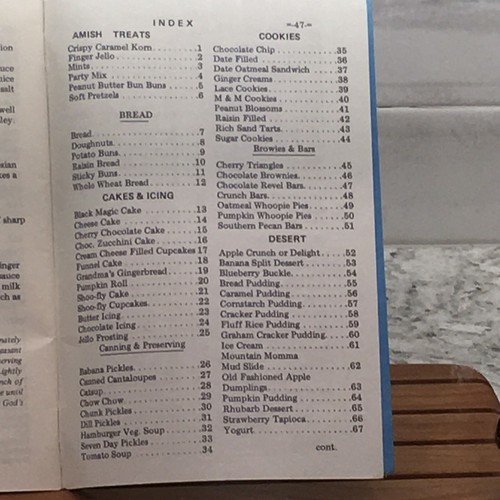 INDEX
-47-
AMISH TREATS
Crispy Caramel Korn.........1
Finger Jello................2
Mints.......................3
Party Mix...................4
Peanut Butter Bun Buns......5
Soft Pretzels...............6
BREAD
Bread.......................7
Doughnuts...................8
Potato Buns.................9
Raisin Bread...............10
Sticky Buns................11
Whole Wheat Bread..........12
CAKES & ICING
Black Magic Cake...........13
Cheese Cake................14
Cherry Chocolate Cake......15
Choc. Zucchini Cake........16
Cream Cheese Filled Cupcakes 17
Funnel Cake................18
Grandma's Gingerbread......19
Pumpkin Roll...............20
Shoo-fly Cake..............21
Shoo-fly Cupcakes..........22
Butter Icing...............23
Chocolate Icing............24
Jello Frosting.............25
Canning & Preserving
Banana Pickles.............26
Canned Cantaloupes.........27
Catsup.....................28
Chow Chow..................29
Chunk Pickles..............30
Dill Pickles...............31
Hamburger Veg. Soup........32
Seven Day Pickles..........33
Tomato Soup................34
COOKIES
Chocolate Chip.............35
Date Filled................36
Date Oatmeal Sandwich......37
Ginger Creams..............38
Lace Cookies...............39
M & M Cookies..............40
Peanut Blossoms............41
Raisin Filled..............42
Rich Sand Tarts............43
Sugar Cookies..............44
Browies & Bars
Cherry Triangles...........45
Chocolate Brownies.........46
Chocolate Revel Bars.......47
Crunch Bars................48
Oatmeal Whoopie Pies.......49
Pumpkin Whoopie Pies.......50
Southern Pecan Bars........51
DESERT
Apple Crunch or Delight....52
Banana Split Dessert.......53
Blueberry Buckle...........54
Bread Pudding..............55
Caramel Pudding............56
Cornstarch Pudding.........57
Cracker Pudding............58
Fluff Rice Pudding.........59
Graham Cracker Pudding.....60
Ice Cream..................61
Mountain Momma
Mud Slide..................62
Old Fashioned Apple
Dumplings..................63
Pumpkin Pudding............64
Rhubarb Dessert............65
Strawberry Tapioca.........66
Yogurt.....................67
cont.